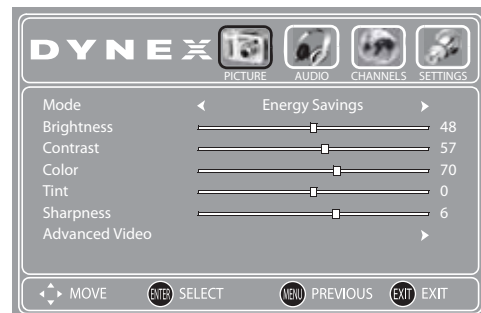 DYNEX
PICTURE AUDIO CHANNELS SETTINGS
Mode Energy Savings
Brightness 48
Contrast 57
Color 70
Tint 0
Sharpness 6
Advanced Video
MOVE ENTER SELECT MENU PREVIOUS EXIT EXIT